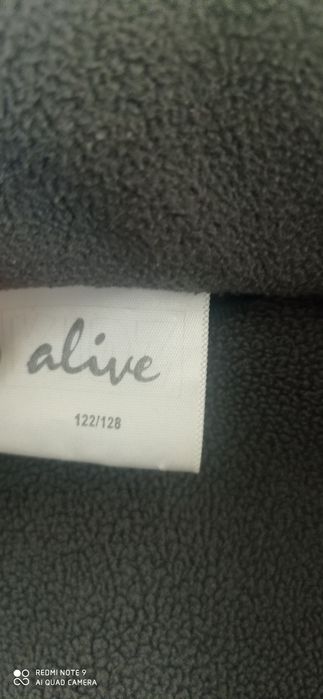 alive
122/128
REDMI NOTE 9
AI QUAD CAMERA